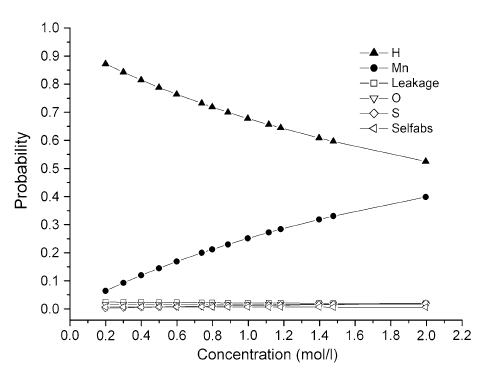 1.0
0.9
0.8
0.7
0.6
0.5
0.4
0.3
0.2
0.1
0.0
Probability
H
Mn
Leakage
O
S
Selfabs
0.0 0.2 0.4 0.6 0.8 1.0 1.2 1.4 1.6 1.8 2.0 2.2
Concentration (mol/l)